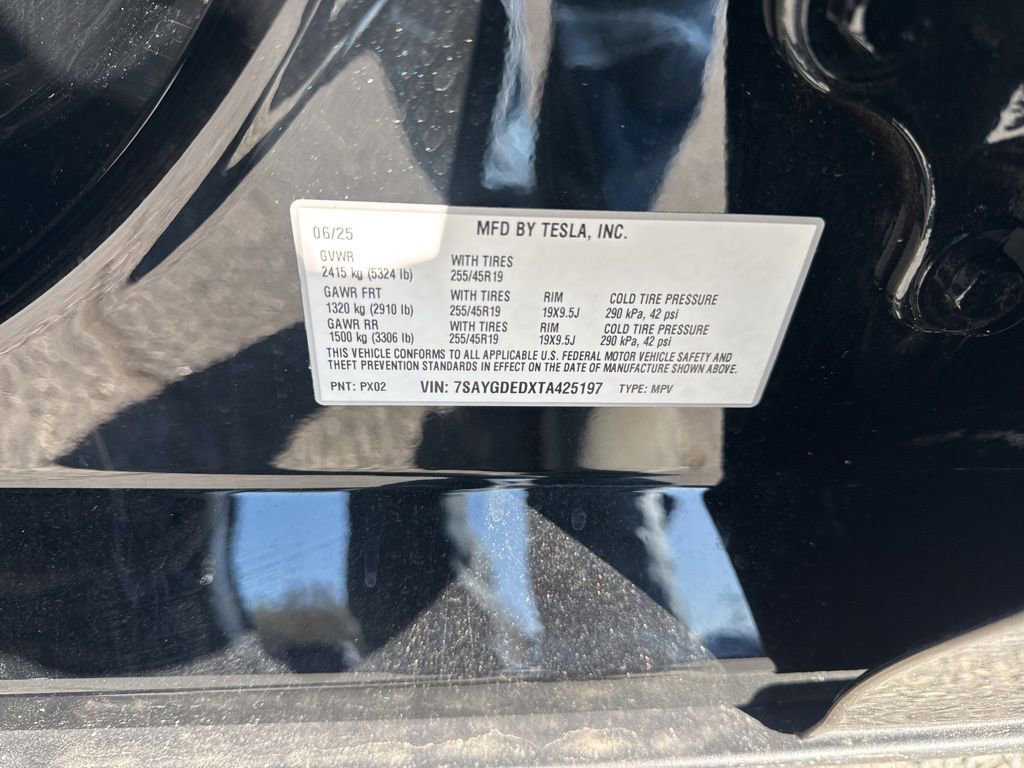 06/25 MFD BY TESLA, INC.
GVWR WITH TIRES
2415 kg (5324 lb) 255/45R19
GAWR FRT WITH TIRES RIM COLD TIRE PRESSURE
1320 kg (2910 lb) 255/45R19 19X9.5J 290 kPa, 42 psi
GAWR RR WITH TIRES RIM COLD TIRE PRESSURE
1500 kg (3306 lb) 255/45R19 19X9.5J 290 kPa, 42 psi
THIS VEHICLE CONFORMS TO ALL APPLICABLE U.S. FEDERAL MOTOR VEHICLE SAFETY AND
THEFT PREVENTION STANDARDS IN EFFECT ON THE DATE OF MANUFACTURE SHOWN ABOVE.
PNT: PX02 VIN: 7SAYGDEDXTA425197 TYPE: MPV